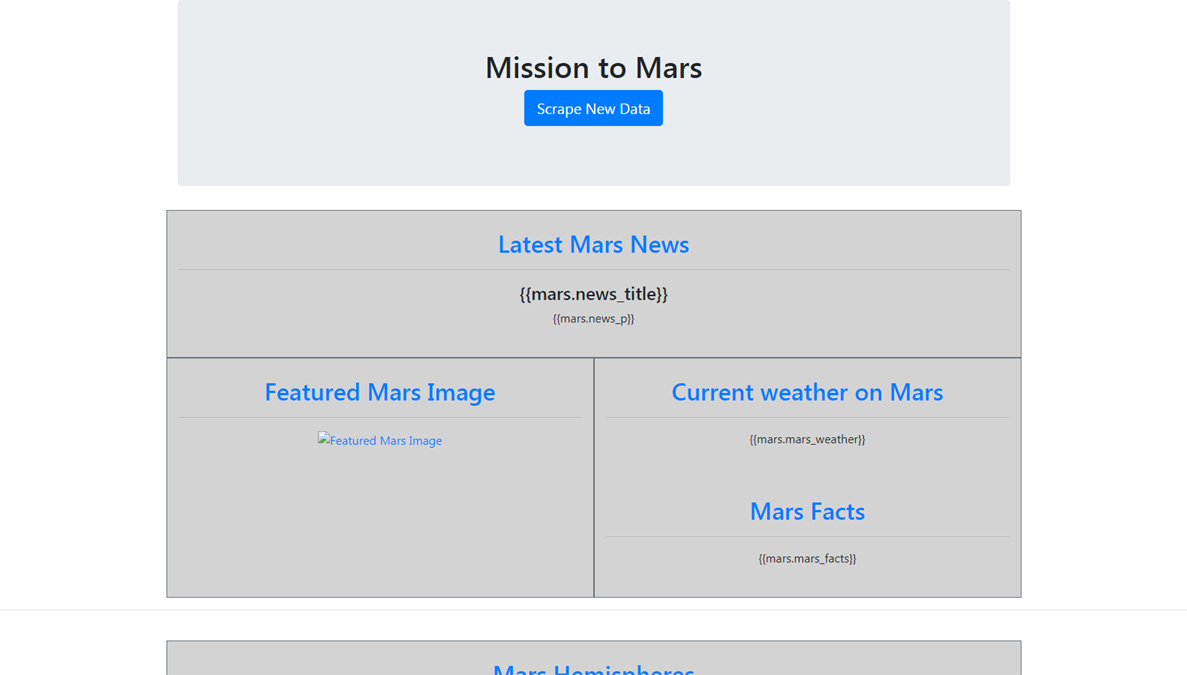 Mission to Mars
Scrape New Data
Latest Mars News
{{mars.news_title}}
{{mars.news_p}}
Featured Mars Image
Featured Mars Image
Current weather on Mars
{{mars.mars_weather}}
Mars Facts
{{mars.mars_facts}}
Mars Hemispheres